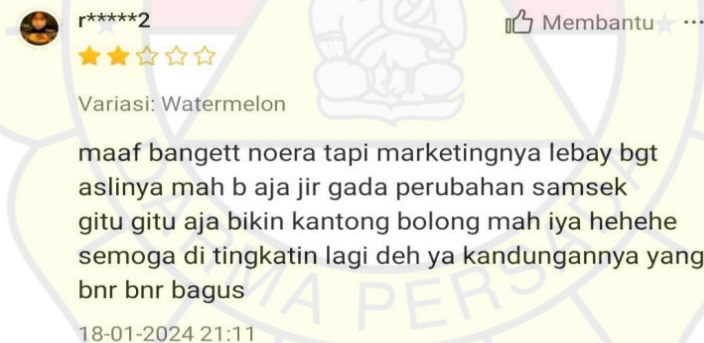 r*****2
Membantu
Variasi: Watermelon
maaf bangett noera tapi marketingnya lebay bgt
aslinya mah b aja jir gada perubahan samsek
gitu gitu aja bikin kantong bolong mah iya hehehe
semoga di tingkatin lagi deh ya kandungannya yang
bnr bnr bagus
18-01-2024 21:11
DARMA PERSADA